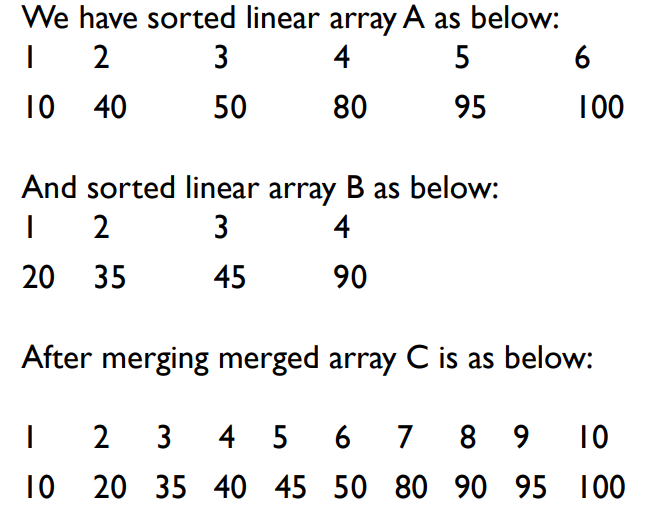 We have sorted linear array A as below:
1 2 3 4 5 6
10 40 50 80 95 100
And sorted linear array B as below:
1 2 3 4
20 35 45 90
After merging merged array C is as below:
1 2 3 4 5 6 7 8 9 10
10 20 35 40 45 50 80 90 95 100